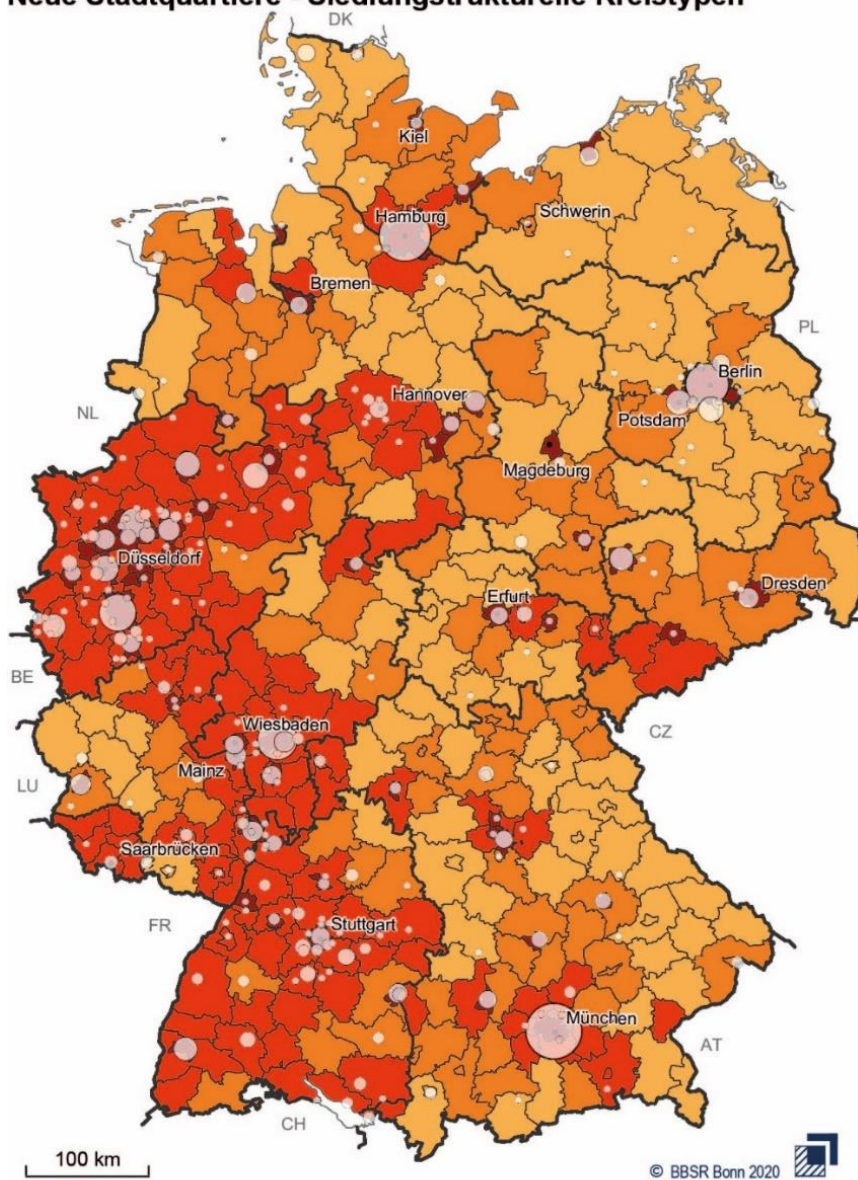 Neue Stadtquartiere - Siedlungsstrukturelle Kreistypen
DK
Kiel
Hamburg
Schwerin
Bremen
PL
Berlin
Hannover
NL
Potsdam
Magdeburg
Düsseldorf
Dresden
Erfurt
BE
Wiesbaden
CZ
Mainz
LU
Saarbrücken
FR
Stuttgart
München
AT
CH
100 km
© BBSR Bonn 2020